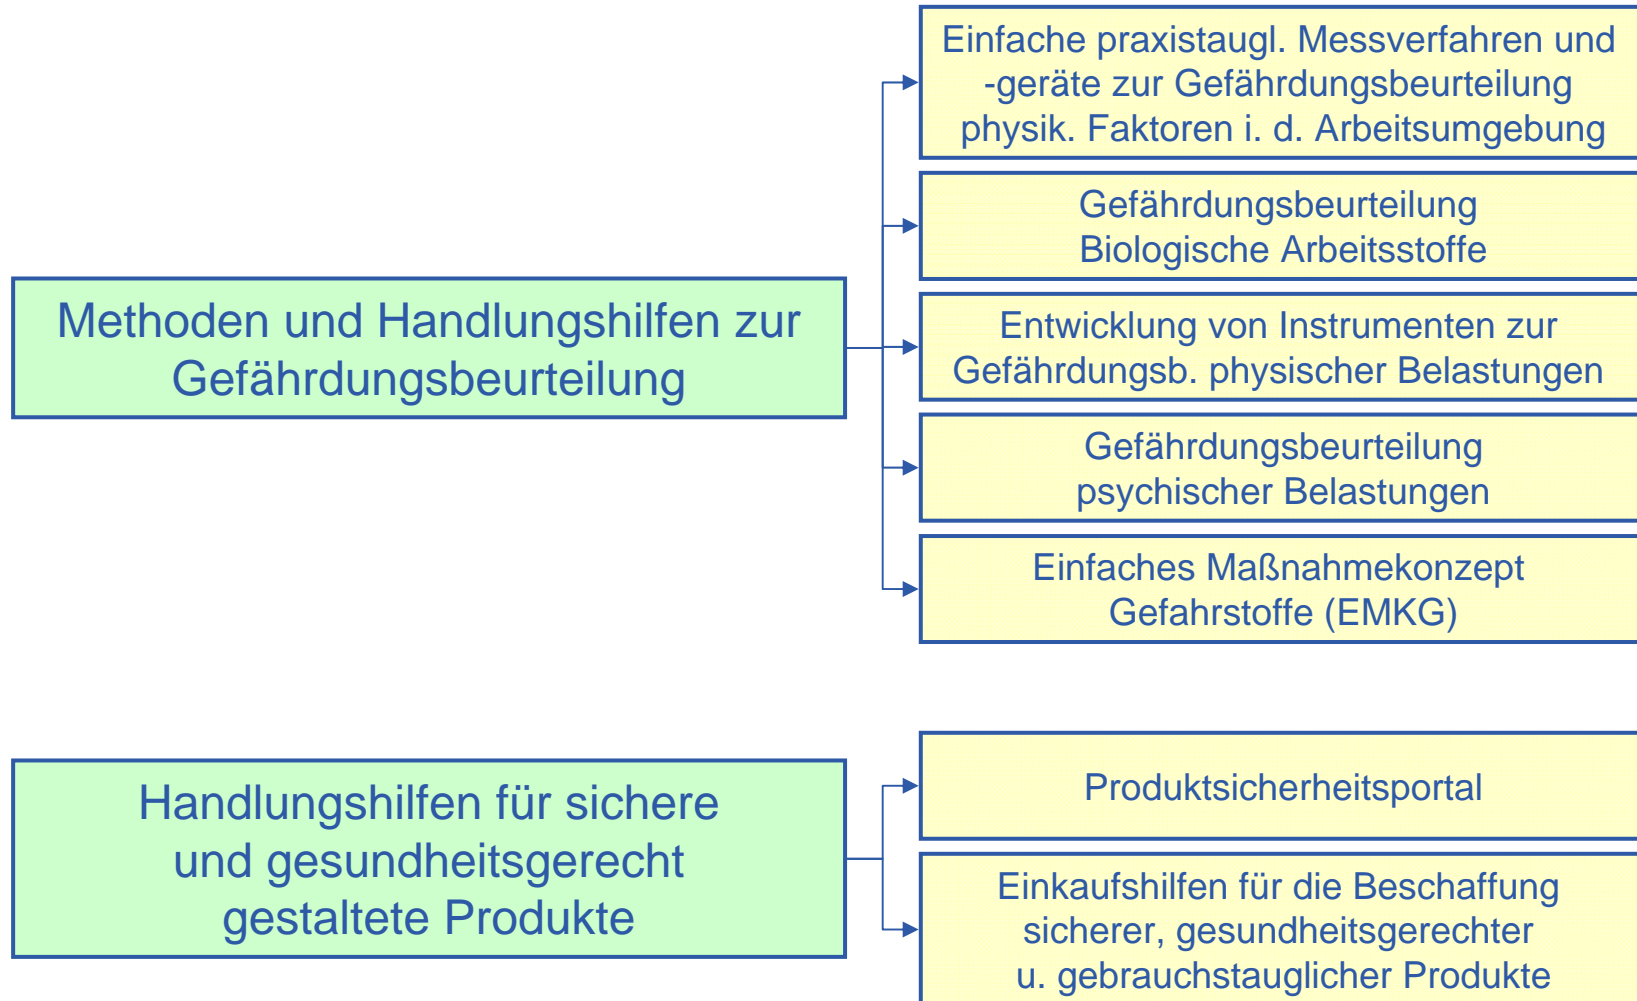 Methoden und Handlungshilfen zur
Gefährdungsbeurteilung
Einfache praxistaugl. Messverfahren und
-geräte zur Gefährdungsbeurteilung
physik. Faktoren i. d. Arbeitsumgebung
Gefährdungsbeurteilung
Biologische Arbeitsstoffe
Entwicklung von Instrumenten zur
Gefährdungsb. physischer Belastungen
Gefährdungsbeurteilung
psychischer Belastungen
Einfaches Maßnahmekonzept
Gefahrstoffe (EMKG)
Handlungshilfen für sichere
und gesundheitsgerecht
gestaltete Produkte
Produktsicherheitsportal
Einkaufshilfen für die Beschaffung
sicherer, gesundheitsgerechter
u. gebrauchstauglicher Produkte